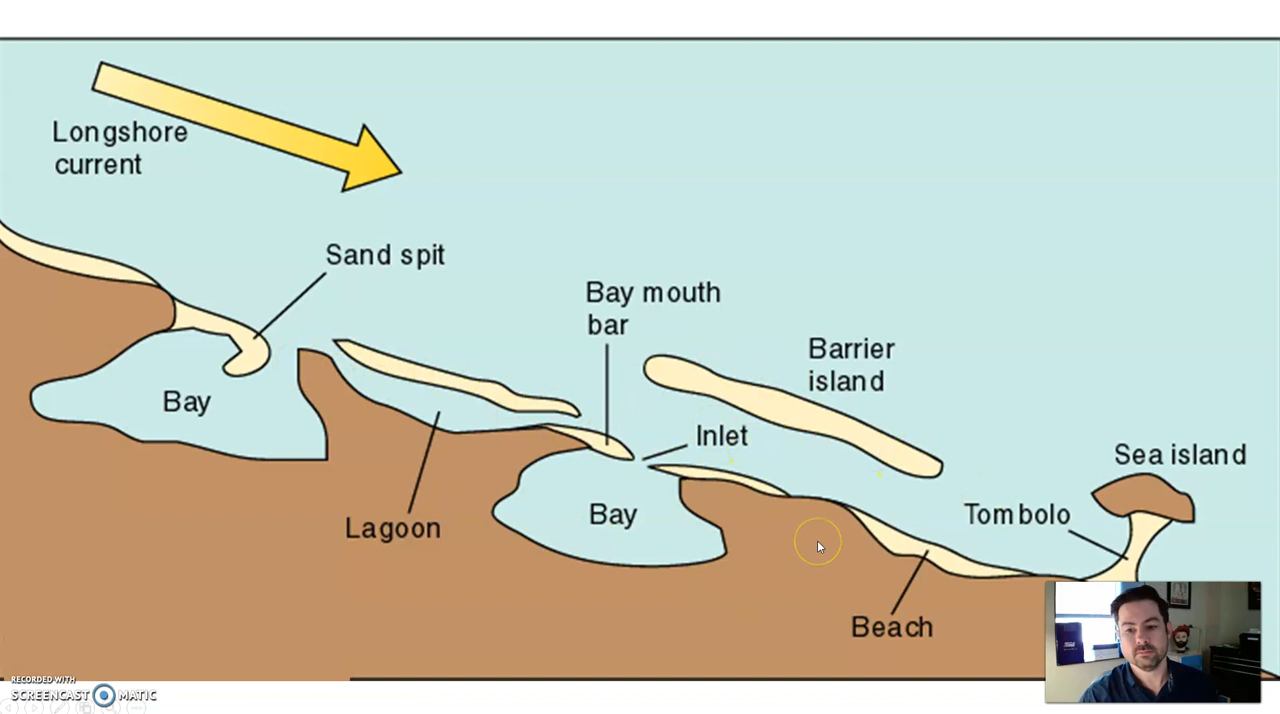 Longshore
current
Sand spit
Bay mouth
bar
Barrier
island
Bay
Inlet
Sea island
Lagoon
Bay
Tombolo
Beach
RECORDED WITH
SCREENCAST MATIC